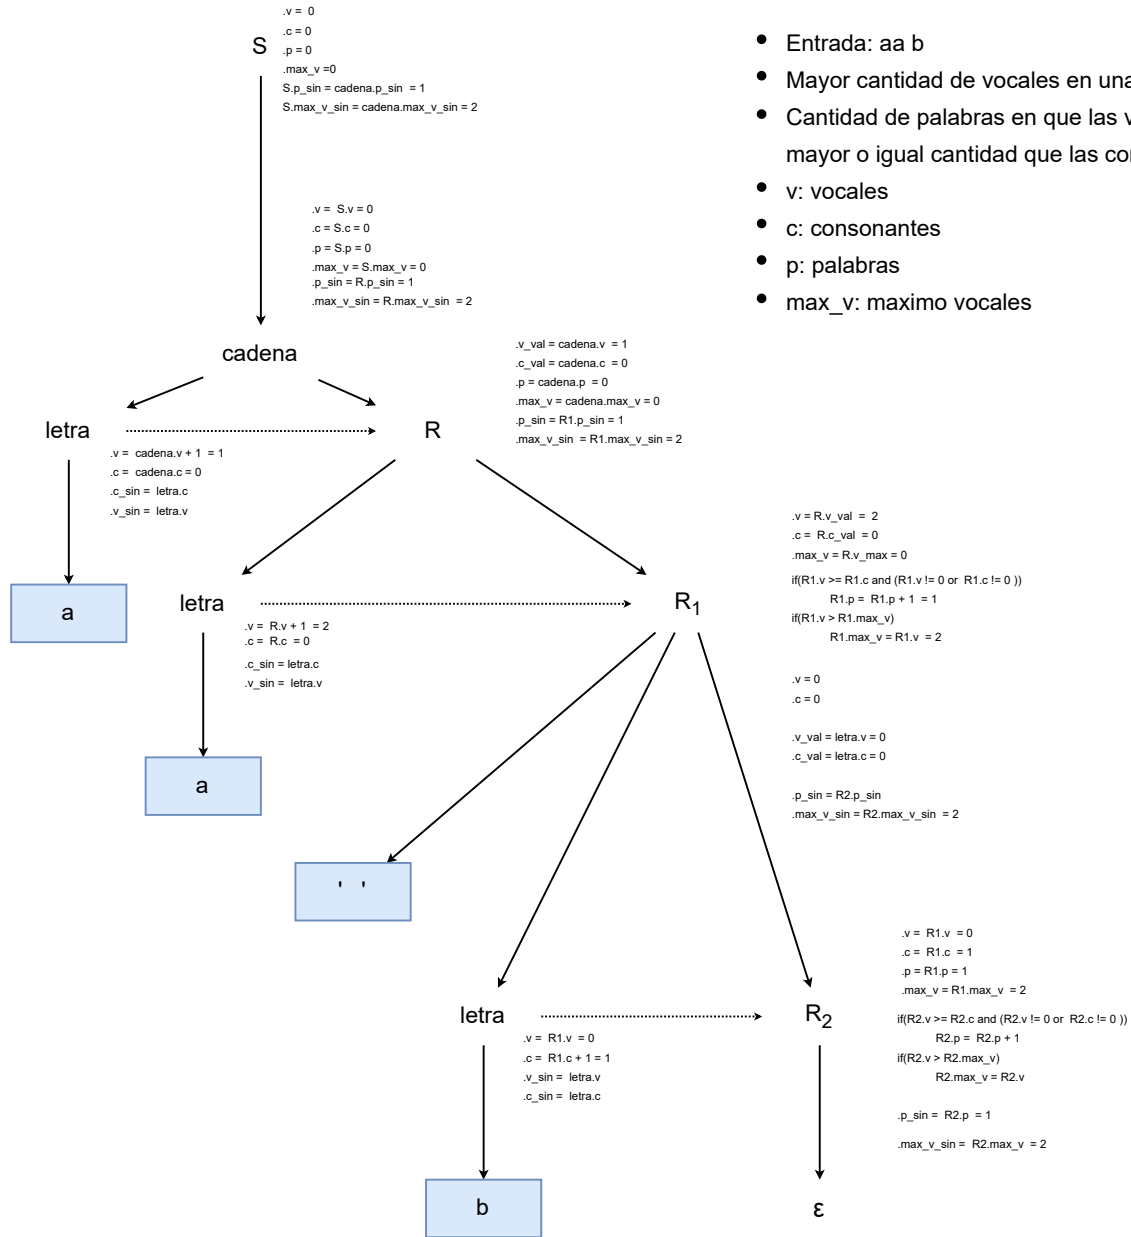 .v = 0
.c = 0
S
.p = 0
.max_v =0
S.p_sin = cadena.p_sin = 1
S.max_v_sin = cadena.max_v_sin = 2
Entrada: aa b
Mayor cantidad de vocales en una
Cantidad de palabras en que las v
mayor o igual cantidad que las co
v: vocales
c: consonantes
p: palabras
max_v: maximo vocales
.v = S.v = 0
.c = S.c = 0
.p = S.p = 0
.max_v = S.max_v = 0
.p_sin = R.p_sin = 1
.max_v_sin = R.max_v_sin = 2
cadena
.v_val = cadena.v = 1
.c_val = cadena.c = 0
.p = cadena.p = 0
.max_v = cadena.max_v = 0
.p_sin = R1.p_sin = 1
.max_v_sin = R1.max_v_sin = 2
letra
R
.v = cadena.v + 1 = 1
.c = cadena.c = 0
.c_sin = letra.c
.v_sin = letra.v
.v = R.v_val = 2
.c = R.c_val = 0
.max_v = R.v_max = 0
if(R1.v >= R1.c and (R1.v != 0 or R1.c != 0 ))
R1.p = R1.p + 1 = 1
if(R1.v > R1.max_v)
R1.max_v = R1.v = 2
.v = 0
.c = 0
.v_val = letra.v = 0
.c_val = letra.c = 0
.p_sin = R2.p_sin
.max_v_sin = R2.max_v_sin = 2
a
letra
R1
.v = R.v + 1 = 2
.c = R.c = 0
.c_sin = letra.c
.v_sin = letra.v
a
' '
.v = R1.v = 0
.c = R1.c = 1
.p = R1.p = 1
.max_v = R1.max_v = 2
if(R2.v >= R2.c and (R2.v != 0 or R2.c != 0 ))
R2.p = R2.p + 1
if(R2.v > R2.max_v)
R2.max_v = R2.v
.p_sin = R2.p = 1
.max_v_sin = R2.max_v = 2
letra
R2
.v = R1.v = 0
.c = R1.c + 1 = 1
.v_sin = letra.v
.c_sin = letra.c
b
ε